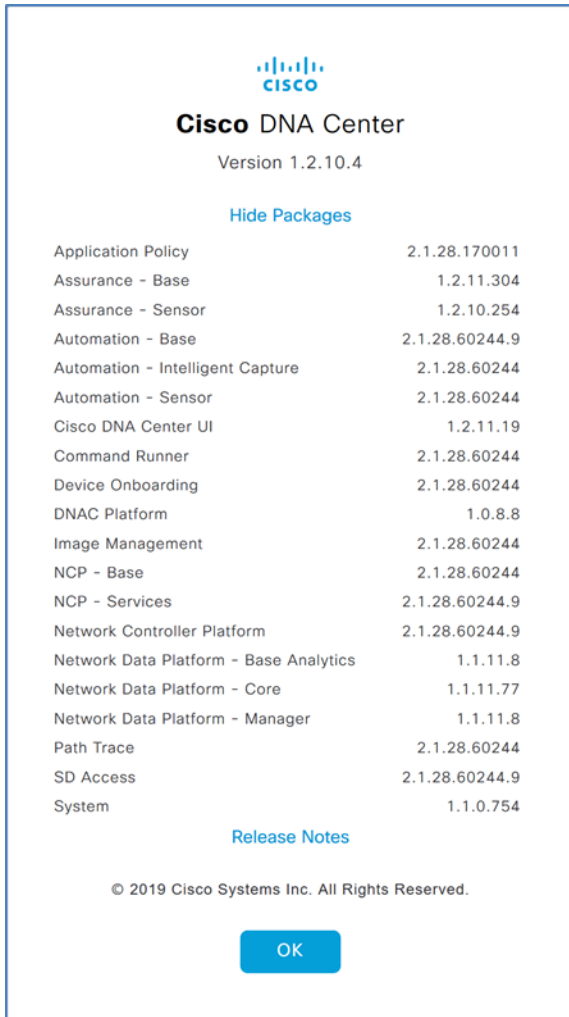 CISCO
Cisco DNA Center
Version 1.2.10.4
Hide Packages
Application Policy 2.1.28.170011
Assurance - Base 1.2.11.304
Assurance - Sensor 1.2.10.254
Automation - Base 2.1.28.60244.9
Automation - Intelligent Capture 2.1.28.60244
Automation - Sensor 2.1.28.60244
Cisco DNA Center UI 1.2.11.19
Command Runner 2.1.28.60244
Device Onboarding 2.1.28.60244
DNAC Platform 1.0.8.8
Image Management 2.1.28.60244
NCP - Base 2.1.28.60244
NCP - Services 2.1.28.60244.9
Network Controller Platform 2.1.28.60244.9
Network Data Platform - Base Analytics 1.1.11.8
Network Data Platform - Core 1.1.11.77
Network Data Platform - Manager 1.1.11.8
Path Trace 2.1.28.60244
SD Access 2.1.28.60244.9
System 1.1.0.754
Release Notes
© 2019 Cisco Systems Inc. All Rights Reserved.
OK